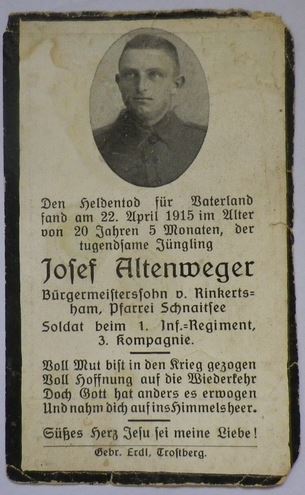 Den Heldentod für Vaterland
fand am 22. April 1915 im Alter
von 20 Jahren 5 Monaten, der
tugendsame Jüngling
Josef Altenweger
Bürgermeisterssohn v. Rinkerts-
ham, Pfarrei Schnaitsee
Soldat beim 1. Inf.-Regiment,
3. Kompagnie.
Voll Mut bist in den Krieg gezogen
Voll Hoffnung auf die Wiederkehr
Doch Gott hat anders es erwogen
Und nahm dich auf ins Himmelsheer.
Süßes Herz Jesu sei meine Liebe!
Gebr. Erdl, Trostberg.